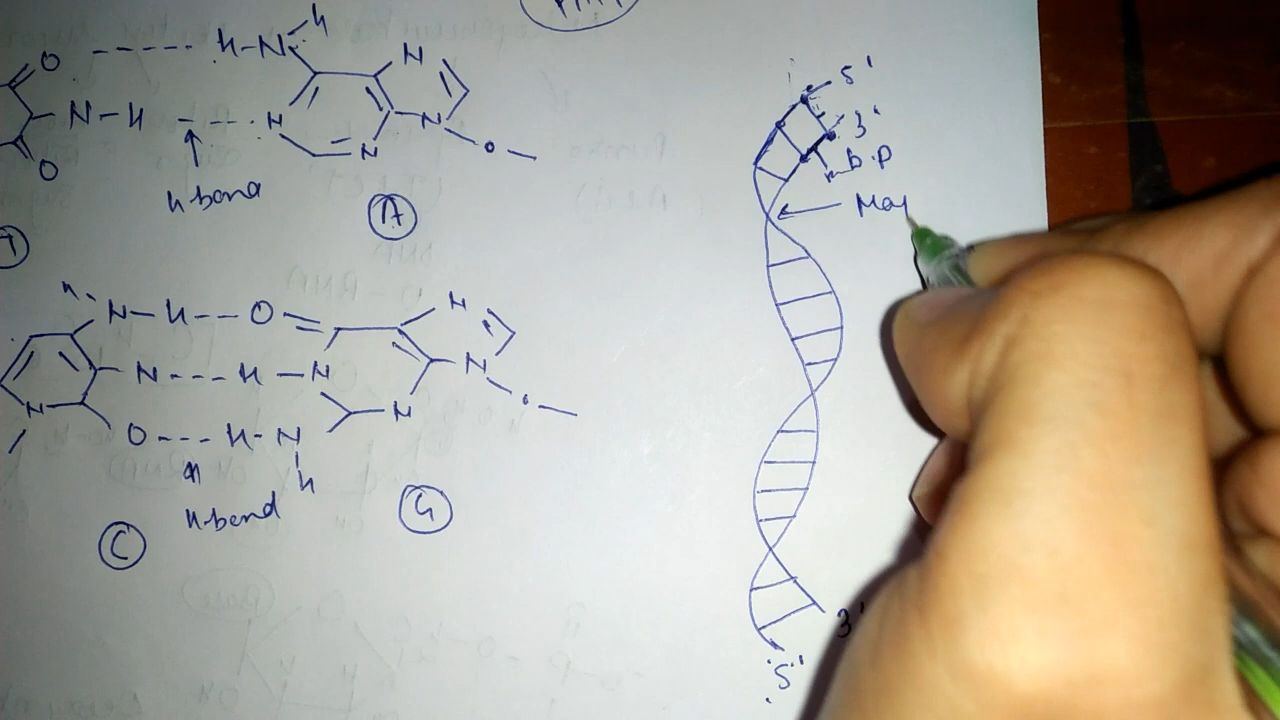 H
O ----- H-N
N
O
N-H ---- N
N
N
O
H-bond
A
T
H
N-H --- O
N
N --- H-N
N
N
N
O --- H-N
H
H-bond
C
G
5'
3'
b.p
Maj
3'
5'